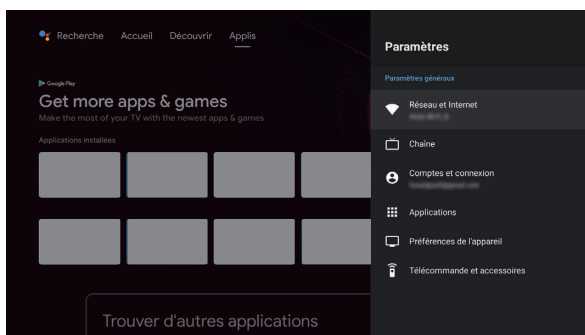 Recherche Accueil Découvrir Applis
Google Play
Get more apps & games
Make the most of your TV with the newest apps & games
Applications installées
Trouver d'autres applications
Paramètres
Paramètres généraux
Réseau et Internet
Chaîne
Comptes et connexion
Applications
Préférences de l'appareil
Télécommande et accessoires